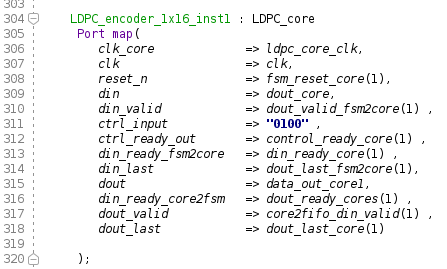 303
304 LDPC_encoder_1x16_inst1 : LDPC_core
305 Port map(
306 clk_core => ldpc_core_clk,
307 clk => clk,
308 reset_n => fsm_reset_core(1),
309 din => dout_core,
310 din_valid => dout_valid_fsm2core(1) ,
311 ctrl_input => "0100" ,
312 ctrl_ready_out => control_ready_core(1) ,
313 din_ready_fsm2core => din_ready_core(1) ,
314 din_last => dout_last_fsm2core(1),
315 dout => data_out_core1,
316 din_ready_core2fsm => dout_ready_cores(1) ,
317 dout_valid => core2fifo_din_valid(1) ,
318 dout_last => dout_last_core(1)
319
320 );